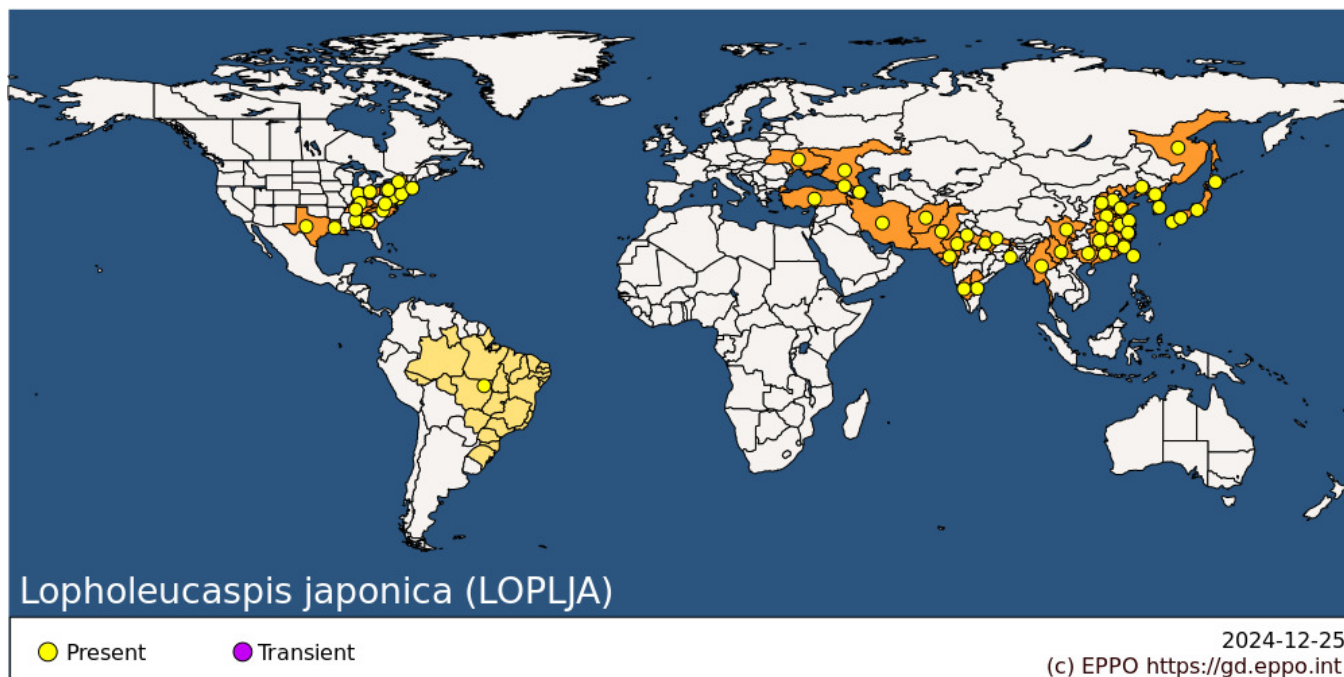 Lopholeucaspis japonica (LOPLJA)
Present
Transient
2024-12-25
(c) EPPO https://gd.eppo.int